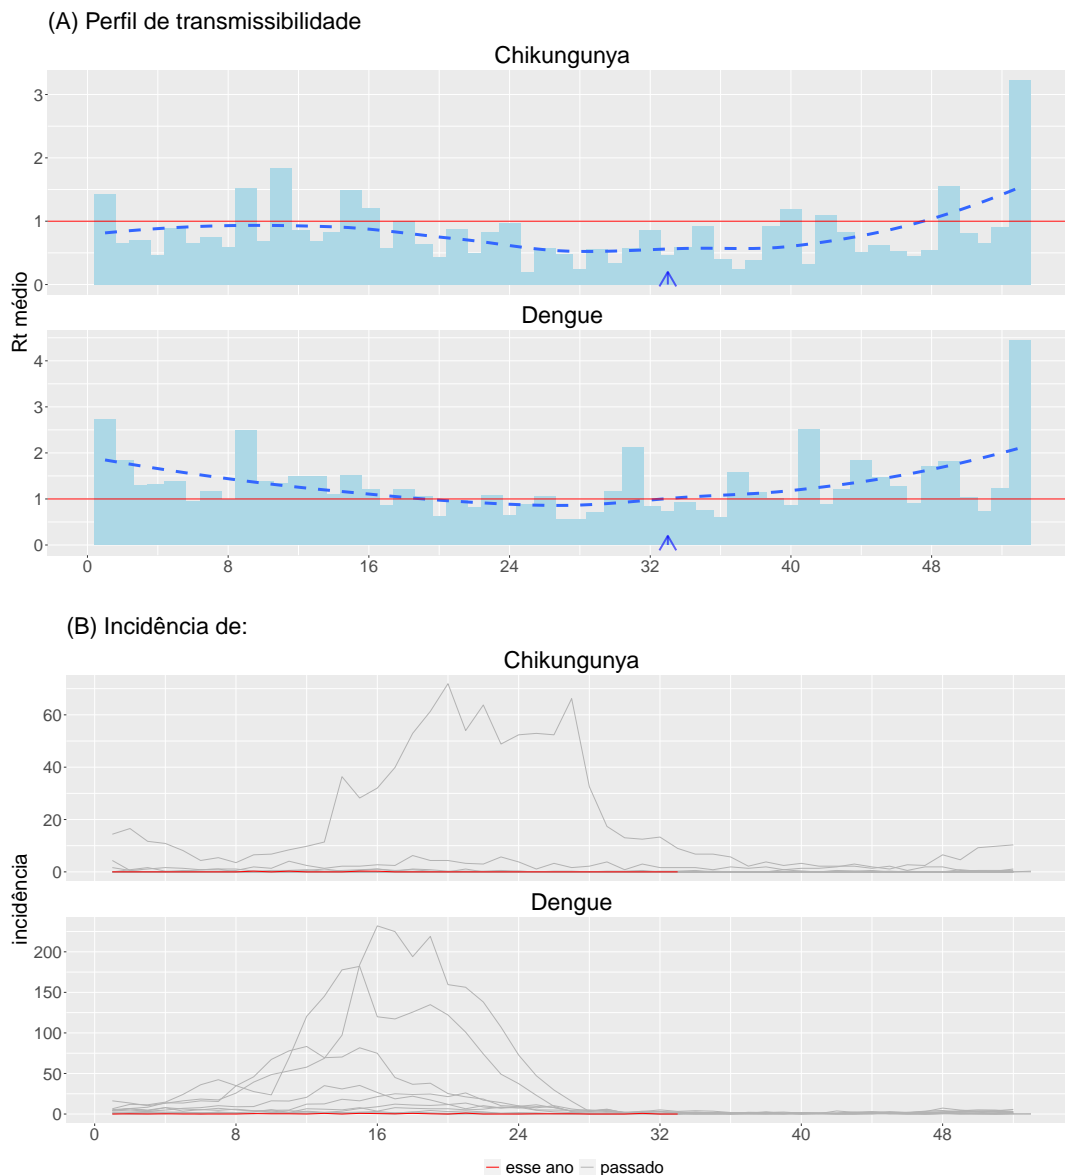 (A) Perfil de transmissibilidade
Chikungunya
3
2
1
0
Rt médio
Dengue
4
3
2
1
0
0 8 16 24 32 40 48
(B) Incidência de:
Chikungunya
60
40
20
0
incidência
Dengue
200
150
100
50
0
0 8 16 24 32 40 48
esse ano passado